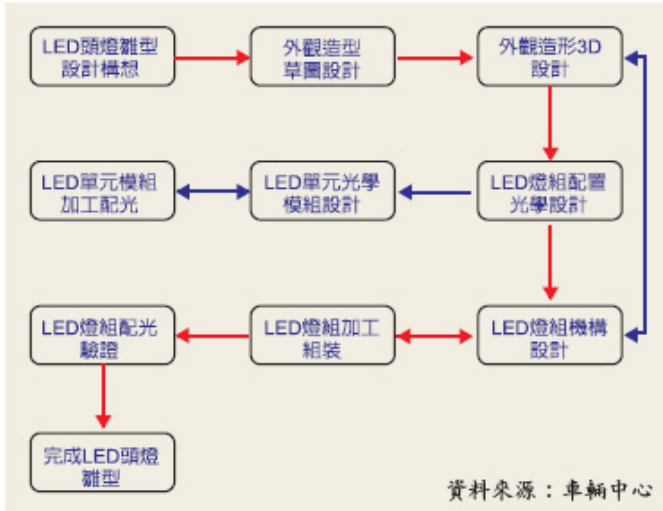 LED頭燈雛型
設計構想
外觀造型
草圖設計
外觀造形3D
設計
LED單元模組
加工配光
LED單元光學
模組設計
LED燈組配置
光學設計
LED燈組配光
驗證
LED燈組加工
組裝
LED燈組機構
設計
完成LED頭燈
雛型
資料來源：車輛中心